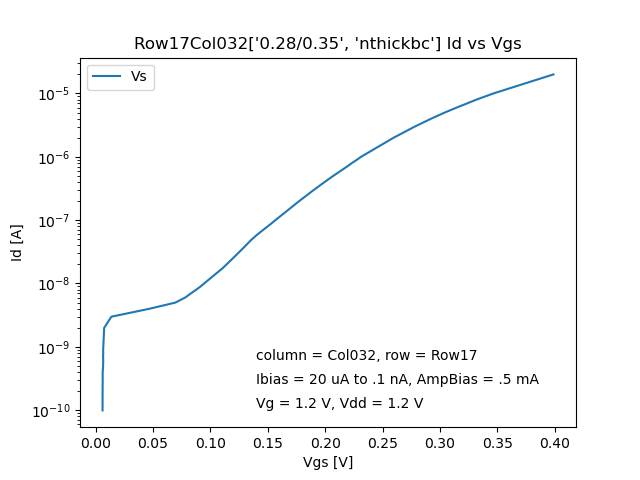 Row17Col032['0.28/0.35', 'nthickbc'] Id vs Vgs
Vs
Id [A]
10⁻⁵
10⁻⁶
10⁻⁷
10⁻⁸
10⁻⁹
10⁻¹⁰
column = Col032, row = Row17
Ibias = 20 uA to .1 nA, AmpBias = .5 mA
Vg = 1.2 V, Vdd = 1.2 V
0.00 0.05 0.10 0.15 0.20 0.25 0.30 0.35 0.40
Vgs [V]